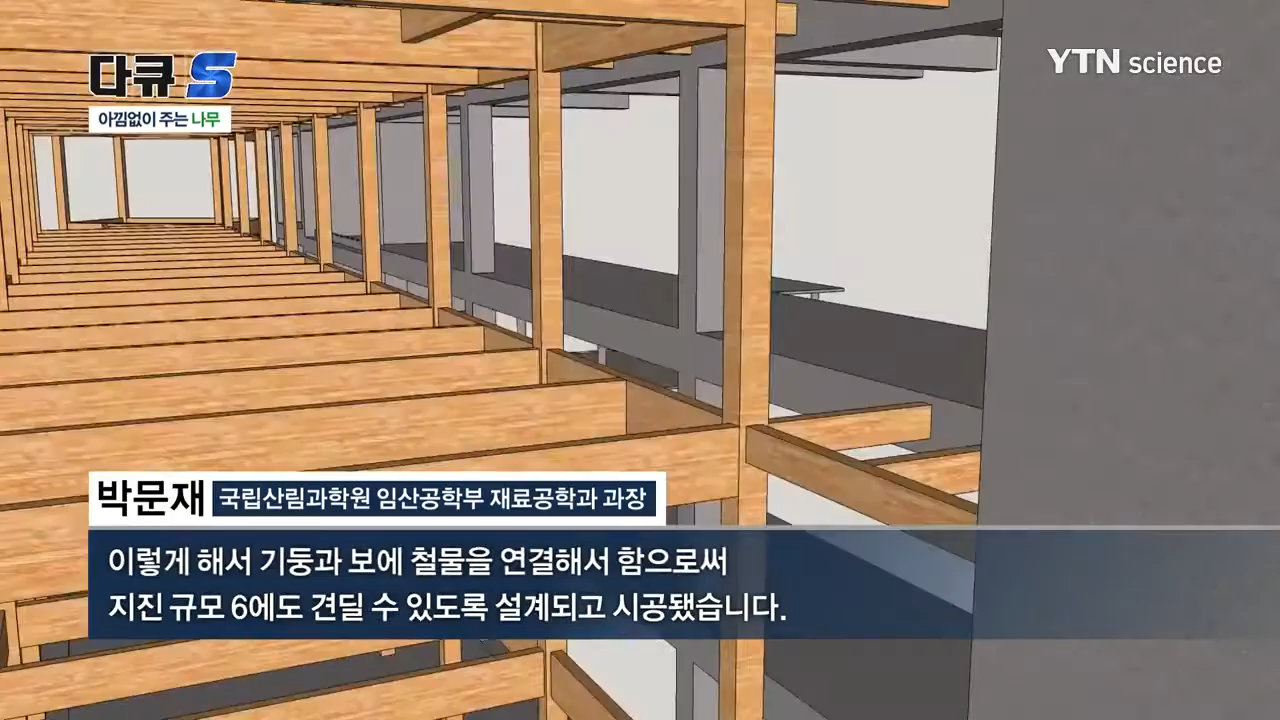 다큐 S
YTN science
아낌없이 주는 나무
박문재 국립산림과학원 임산공학부 재료공학과 과장
이렇게 해서 기둥과 보에 철물을 연결해서 함으로써
지진 규모 6에도 견딜 수 있도록 설계되고 시공됐습니다.